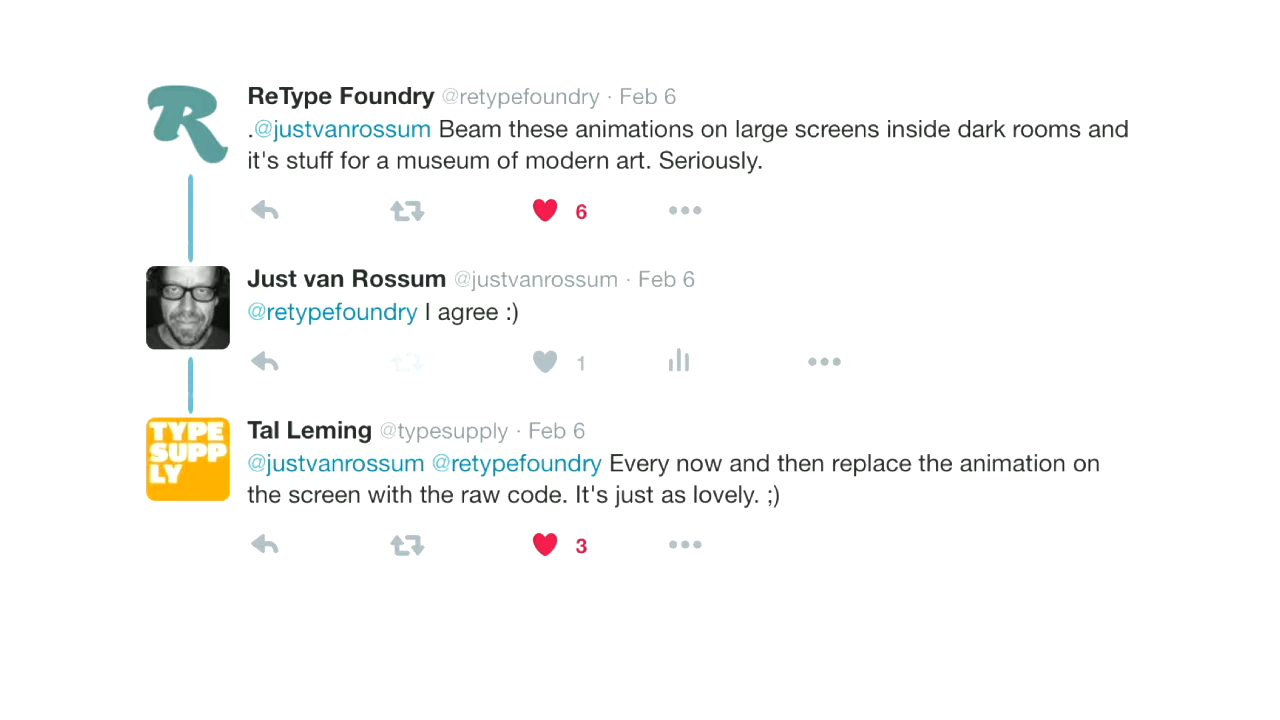 ReType Foundry @retypefoundry · Feb 6
.@justvanrossum Beam these animations on large screens inside dark rooms and
it's stuff for a museum of modern art. Seriously.
6
Just van Rossum @justvanrossum · Feb 6
@retypefoundry I agree :)
1
TYPE
SUPP
LY
Tal Leming @typesupply · Feb 6
@justvanrossum @retypefoundry Every now and then replace the animation on
the screen with the raw code. It's just as lovely. ;)
3